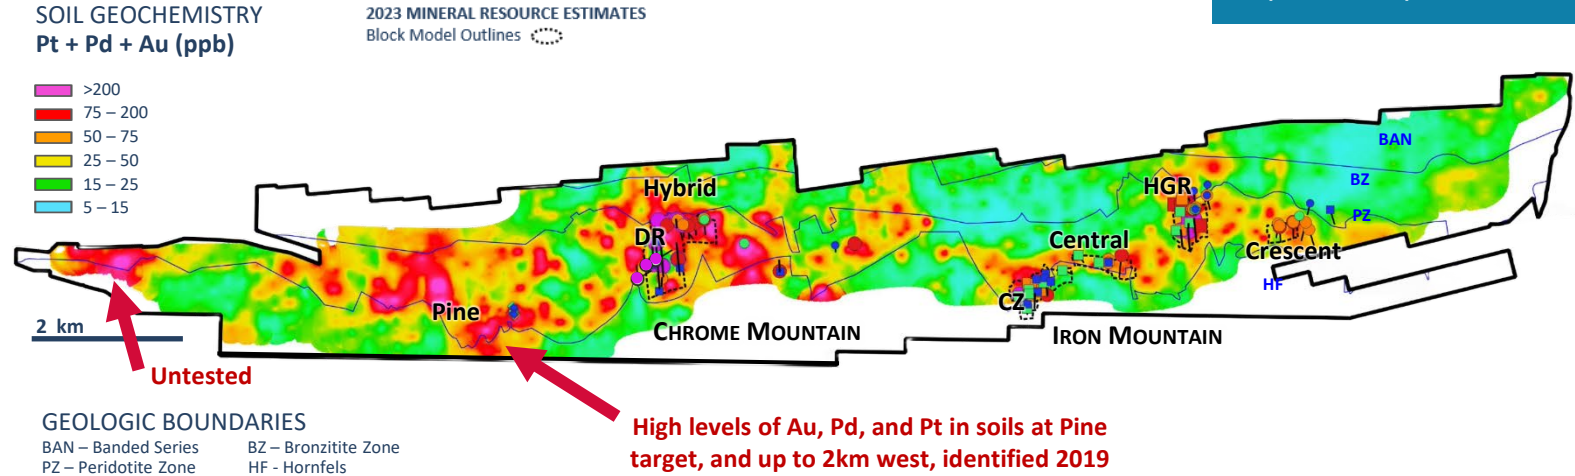 SOIL GEOCHEMISTRY
Pt + Pd + Au (ppb)
2023 MINERAL RESOURCE ESTIMATES
Block Model Outlines
>200
75 – 200
50 – 75
25 – 50
15 – 25
5 – 15
BAN
BZ
PZ
HF
Hybrid
DR
HGR
Central
Crescent
CZ
Pine
CHROME MOUNTAIN
IRON MOUNTAIN
2 km
Untested
High levels of Au, Pd, and Pt in soils at Pine
target, and up to 2km west, identified 2019
GEOLOGIC BOUNDARIES
BAN – Banded Series BZ – Bronzitite Zone
PZ – Peridotite Zone HF - Hornfels